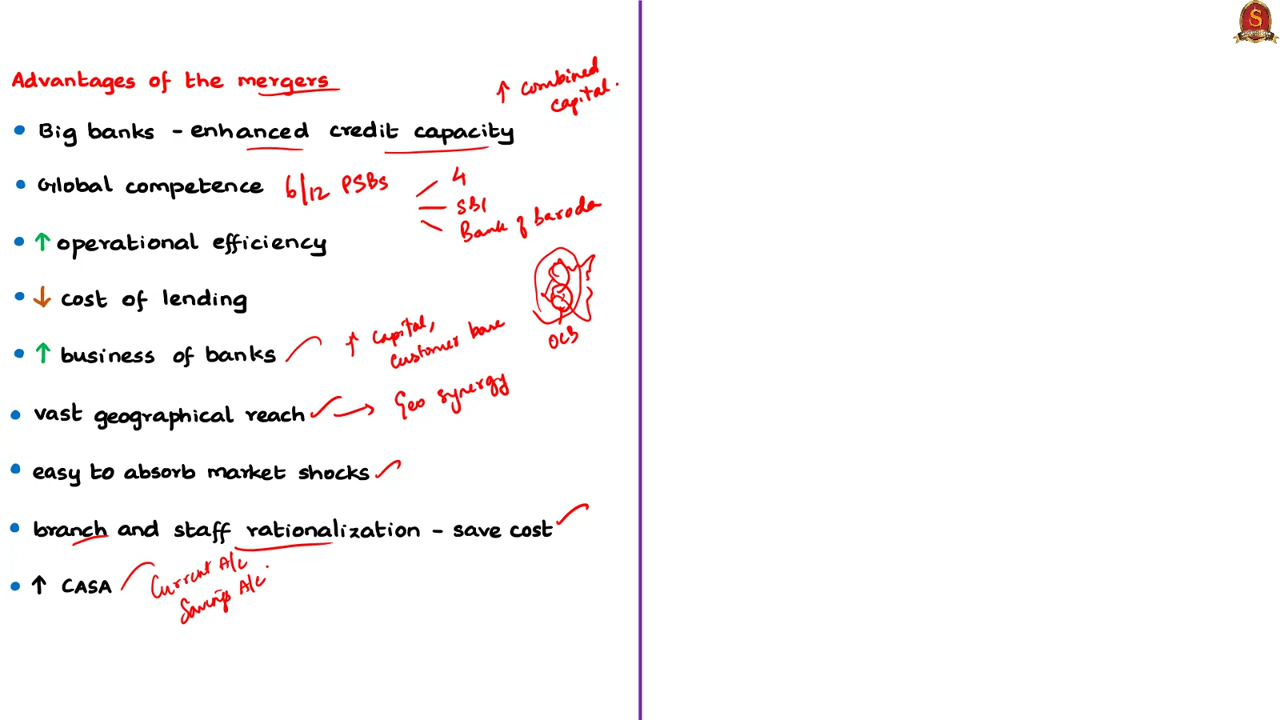 Advantages of the mergers
↑ combined
capital.
• Big banks - enhanced credit capacity
• Global competence 6/12 PSBs
4
SBI
Bank of baroda
• ↑ operational efficiency
• ↓ cost of lending
OCB
• ↑ business of banks
↑ capital,
customer base
• vast geographical reach → Geo synergy
• easy to absorb market shocks
• branch and staff rationalization - save cost
• ↑ CASA
Current A/c
Savings A/c
S